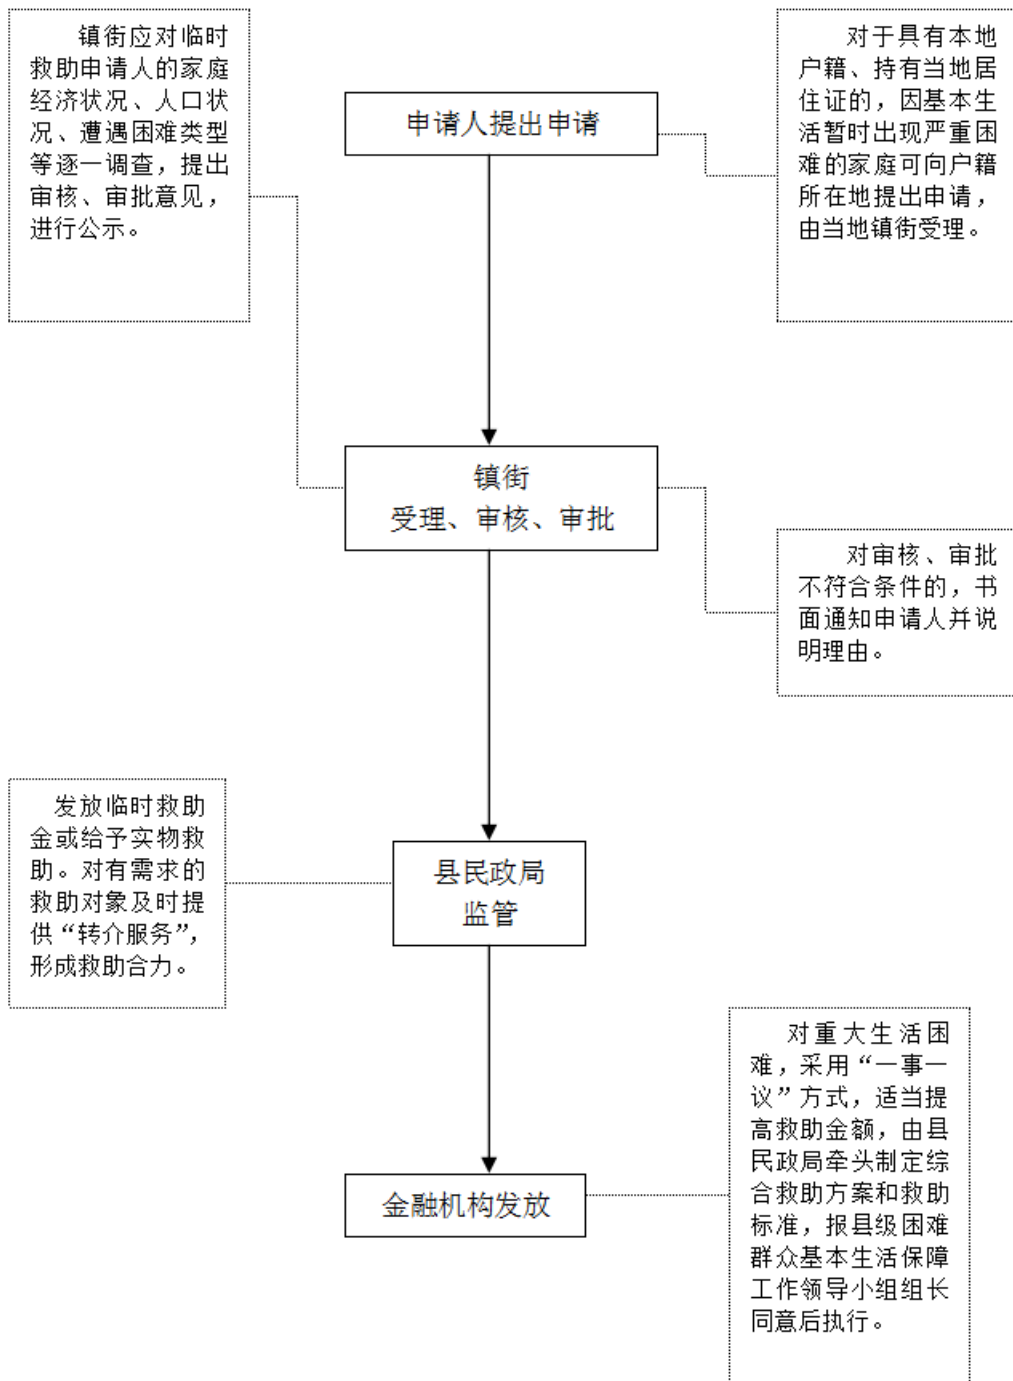 镇街应对临时
救助申请人的家庭
经济状况、人口状
况、遭遇困难类型
等逐一调查，提出
审核、审批意见，
进行公示。
申请人提出申请
对于具有本地
户籍、持有当地居
住证的，因基本生
活暂时出现严重困
难的家庭可向户籍
所在地提出申请，
由当地镇街受理。
镇街
受理、审核、审批
对审核、审批
不符合条件的，书
面通知申请人并说
明理由。
发放临时救助
金或给予实物救
助。对有需求的
救助对象及时提
供“转介服务”，
形成救助合力。
县民政局
监管
对重大生活困
难，采用“一事一
议”方式，适当提
高救助金额，由县
民政局牵头制定综
合救助方案和救助
标准，报县级困难
群众基本生活保障
工作领导小组组长
同意后执行。
金融机构发放